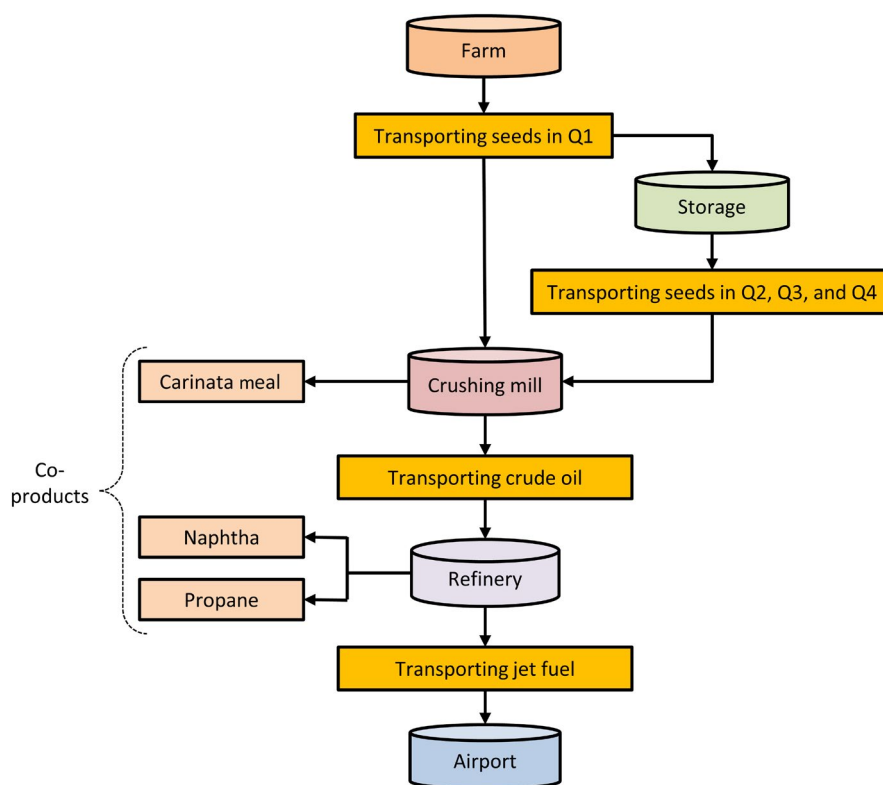 Farm
Transporting seeds in Q1
Storage
Transporting seeds in Q2, Q3, and Q4
Carinata meal
Crushing mill
Transporting crude oil
Co-
products
Naphtha
Refinery
Propane
Transporting jet fuel
Airport